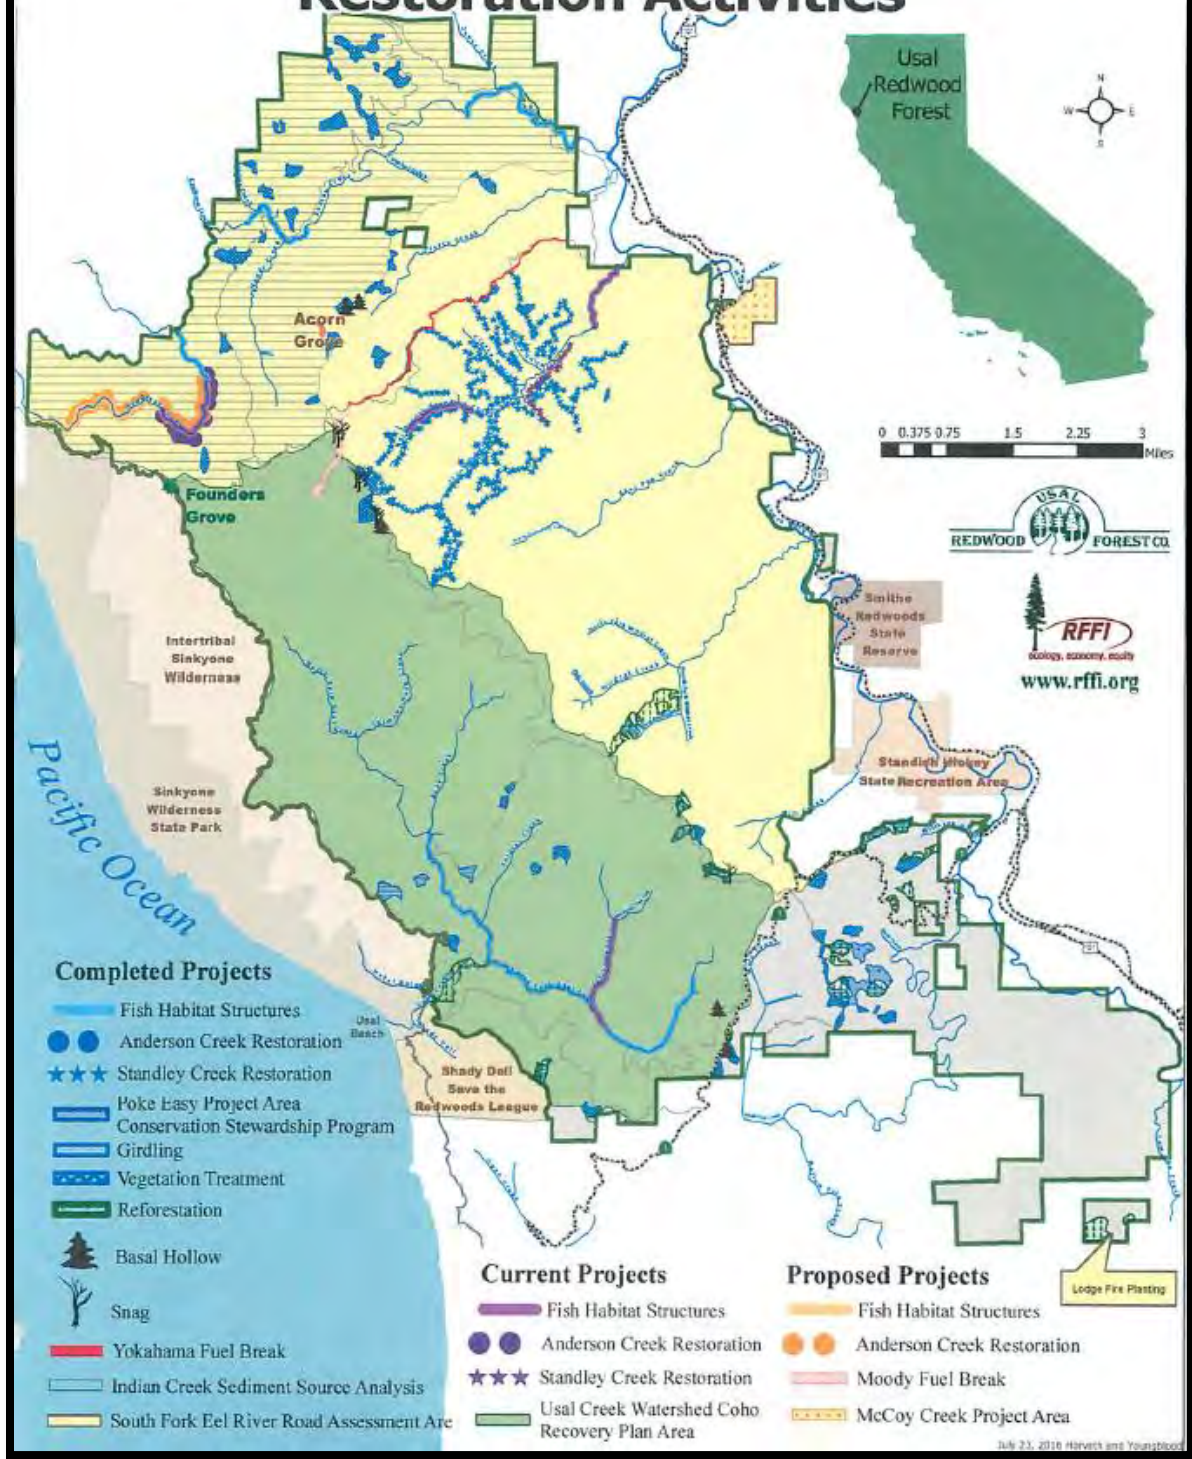 Restoration Activities
Usal
Redwood
Forest
N
W
E
S
Acorn
Grove
0 0.375 0.75 1.5 2.25 3
Miles
Founders
Grove
USAL
REDWOOD FOREST CO.
RFFI
ecology, economy, equity
www.rffi.org
Smithe
Redwoods
State
Reserve
Intertribal
Sinkyone
Wilderness
Standish Hickey
State Recreation Area
Sinkyone
Wilderness
State Park
Pacific Ocean
Usal
Beach
Shady Dell
Save the
Redwoods League
Completed Projects
Fish Habitat Structures
Anderson Creek Restoration
Standley Creek Restoration
Poke Easy Project Area
Conservation Stewardship Program
Girdling
Vegetation Treatment
Reforestation
Basal Hollow
Snag
Yokahama Fuel Break
Indian Creek Sediment Source Analysis
South Fork Eel River Road Assessment Are
Current Projects
Fish Habitat Structures
Anderson Creek Restoration
Standley Creek Restoration
Usal Creek Watershed Coho
Recovery Plan Area
Proposed Projects
Fish Habitat Structures
Anderson Creek Restoration
Moody Fuel Break
McCoy Creek Project Area
Lodge Fire Planting
July 23, 2016 Horvath and Youngblood